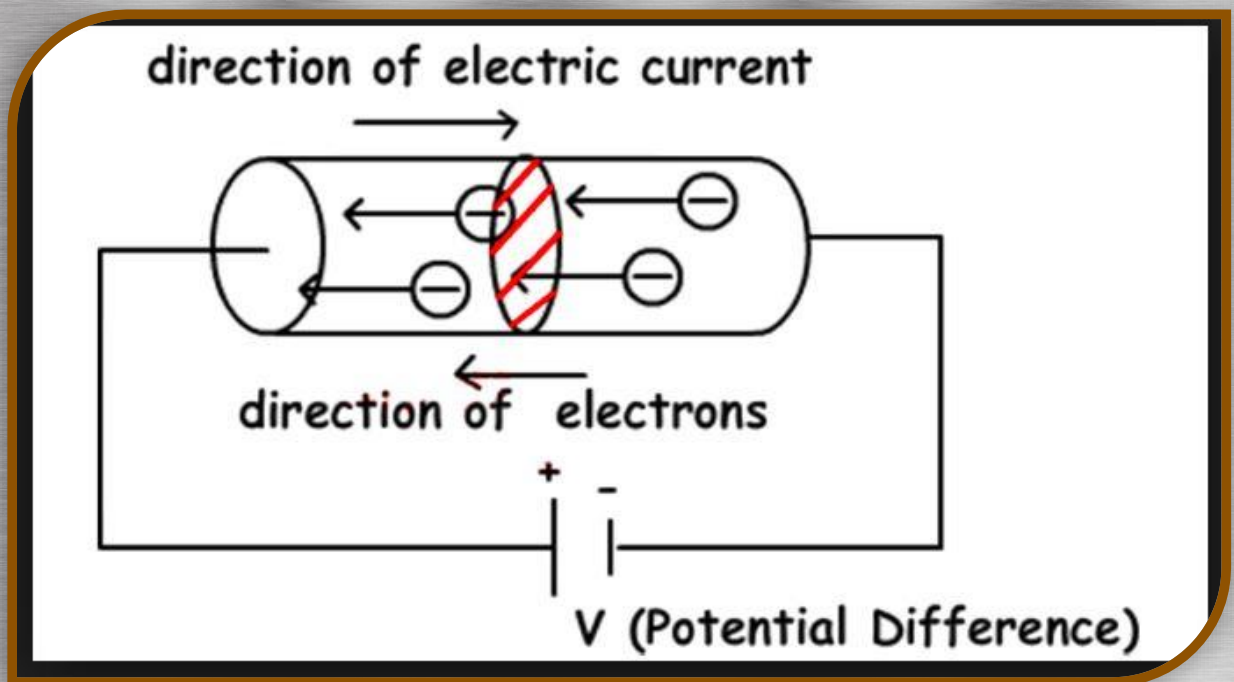 direction of electric current
direction of electrons
+ -
V (Potential Difference)